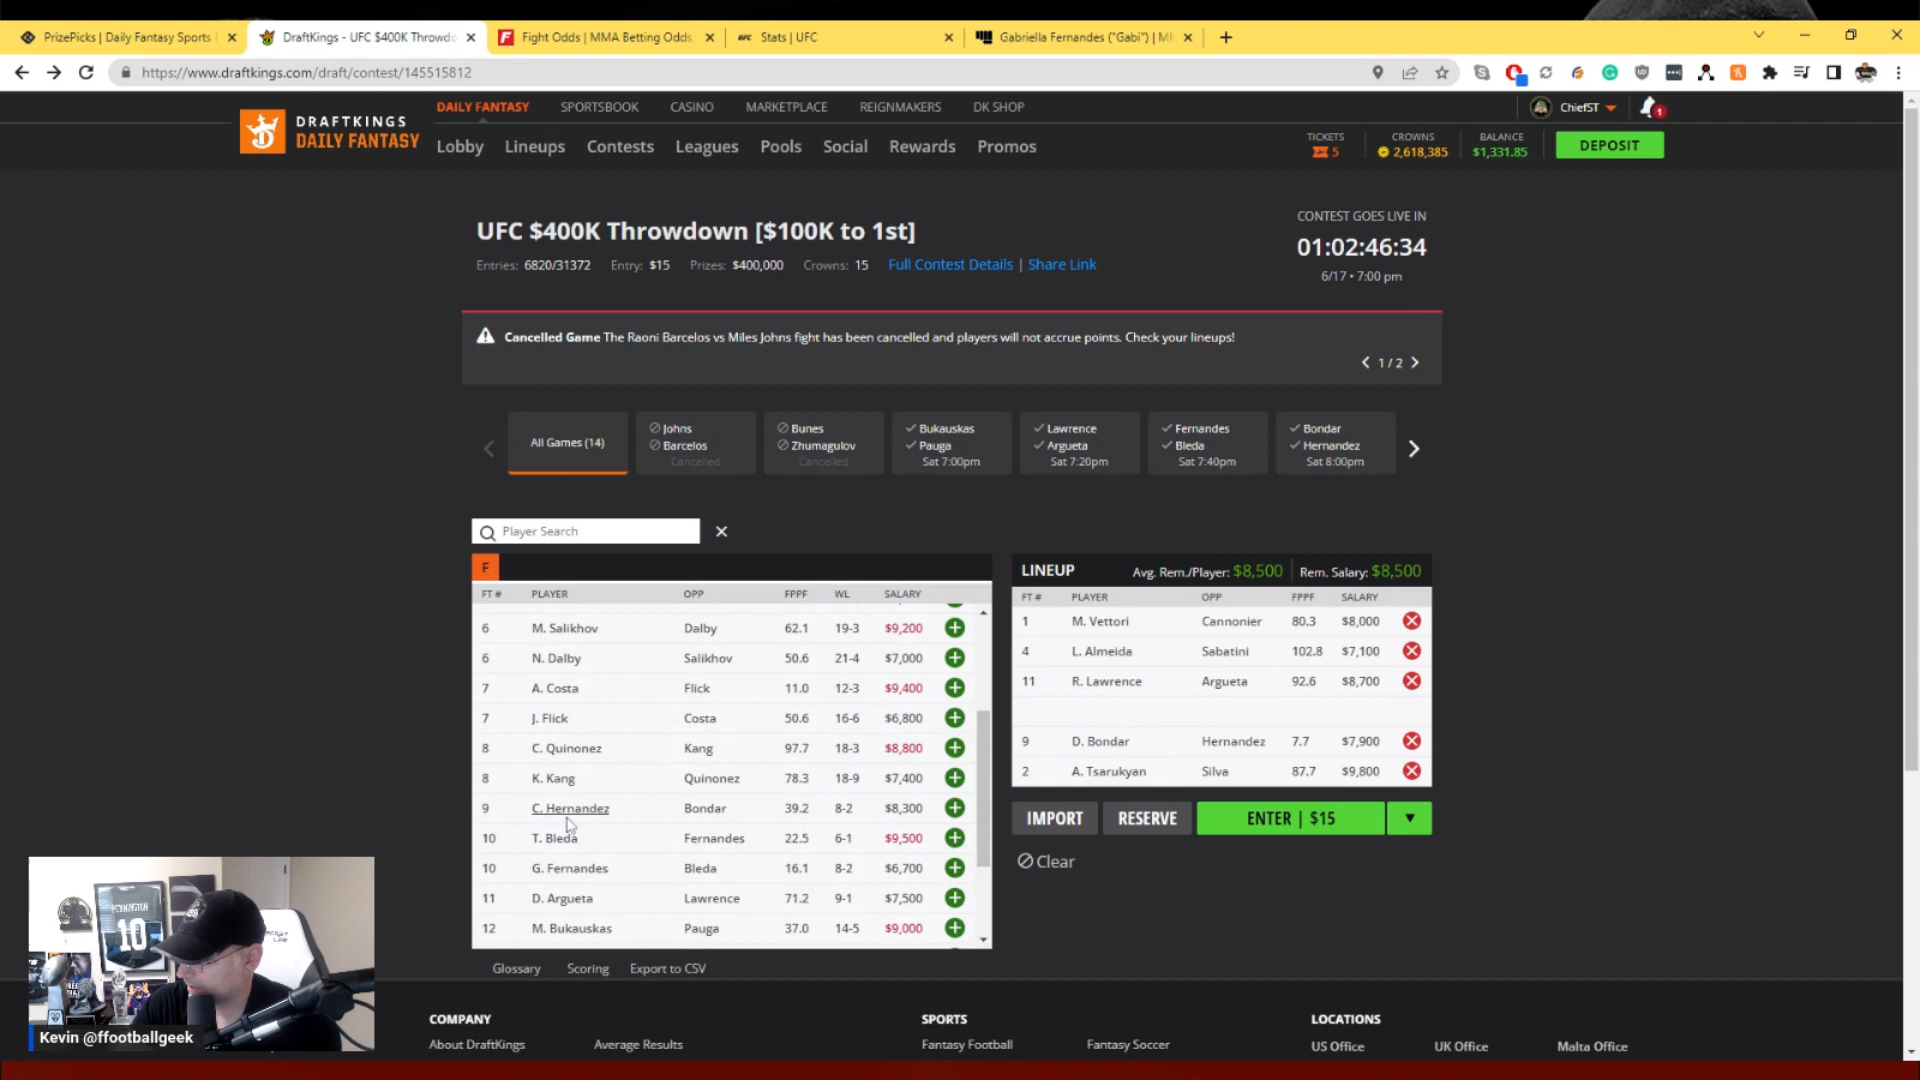 PrizePicks | Daily Fantasy Sports
DraftKings - UFC $400K Throwdo
Fight Odds | MMA Betting Odds,
Stats | UFC
Gabriella Fernandes ("Gabi") | M
https://www.draftkings.com/draft/contest/145515812
DRAFTKINGS
DAILY FANTASY
DAILY FANTASY SPORTSBOOK CASINO MARKETPLACE REIGNMAKERS DK SHOP
ChiefST
1
Lobby Lineups Contests Leagues Pools Social Rewards Promos
TICKETS
5
CROWNS
2,618,385
BALANCE
$1,331.85
DEPOSIT
UFC $400K Throwdown [$100K to 1st]
Entries: 6820/31372 Entry: $15 Prizes: $400,000 Crowns: 15 Full Contest Details | Share Link
CONTEST GOES LIVE IN
01:02:46:34
6/17 • 7:00 pm
Cancelled Game The Raoni Barcelos vs Miles Johns fight has been cancelled and players will not accrue points. Check your lineups!
1 / 2
All Games (14)
Johns
Barcelos
Cancelled
Bunes
Zhumagulov
Cancelled
Bukauskas
Pauga
Sat 7:00pm
Lawrence
Argueta
Sat 7:20pm
Fernandes
Bleda
Sat 7:40pm
Bondar
Hernandez
Sat 8:00pm
Player Search
F
FT # PLAYER OPP FPPF WL SALARY
6 M. Salikhov Dalby 62.1 19-3 $9,200
6 N. Dalby Salikhov 50.6 21-4 $7,000
7 A. Costa Flick 11.0 12-3 $9,400
7 J. Flick Costa 50.6 16-6 $6,800
8 C. Quinonez Kang 97.7 18-3 $8,800
8 K. Kang Quinonez 78.3 18-9 $7,400
9 C. Hernandez Bondar 39.2 8-2 $8,300
10 T. Bleda Fernandes 22.5 6-1 $9,500
10 G. Fernandes Bleda 16.1 8-2 $6,700
11 D. Argueta Lawrence 71.2 9-1 $7,500
12 M. Bukauskas Pauga 37.0 14-5 $9,000
Glossary Scoring Export to CSV
LINEUP Avg. Rem./Player: $8,500 Rem. Salary: $8,500
FT # PLAYER OPP FPPF SALARY
1 M. Vettori Cannonier 80.3 $8,000
4 L. Almeida Sabatini 102.8 $7,100
11 R. Lawrence Argueta 92.6 $8,700
9 D. Bondar Hernandez 7.7 $7,900
2 A. Tsarukyan Silva 87.7 $9,800
IMPORT RESERVE ENTER | $15
Clear
10
Kevin @ffootballgeek
COMPANY
About DraftKings Average Results
SPORTS
Fantasy Football Fantasy Soccer
LOCATIONS
US Office UK Office Malta Office